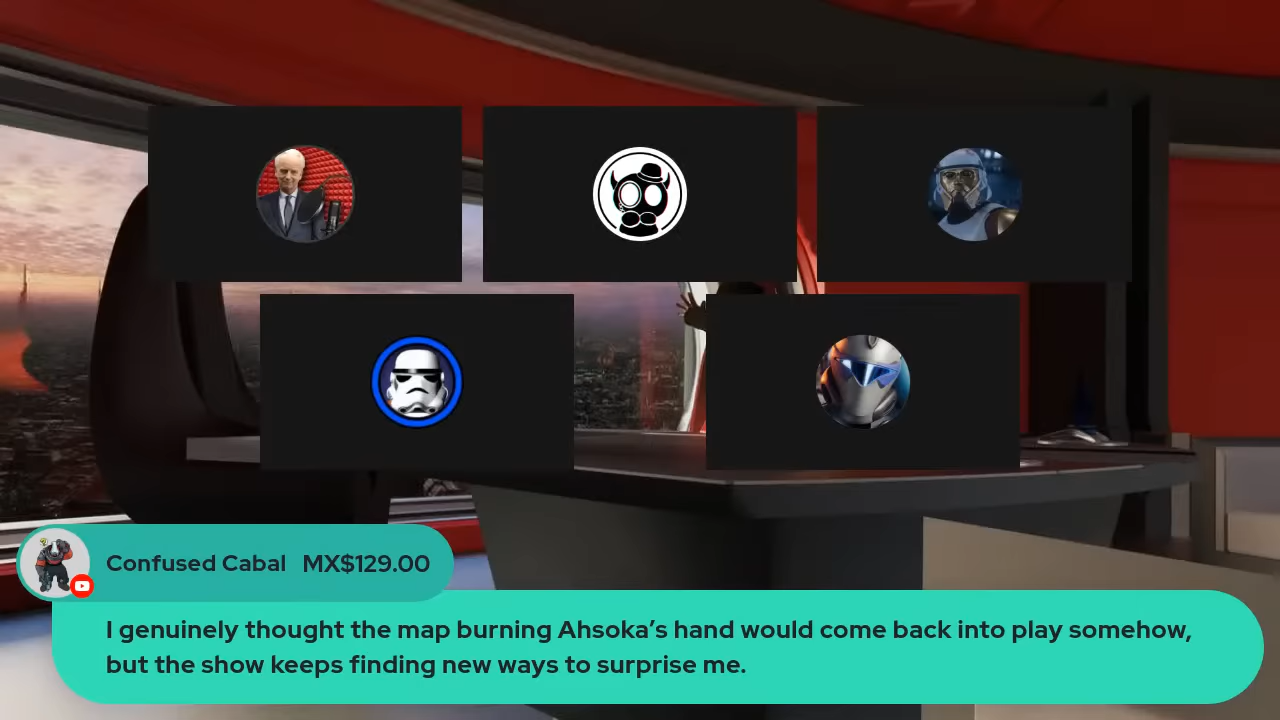 Confused Cabal MX$129.00
I genuinely thought the map burning Ahsoka's hand would come back into play somehow,
but the show keeps finding new ways to surprise me.